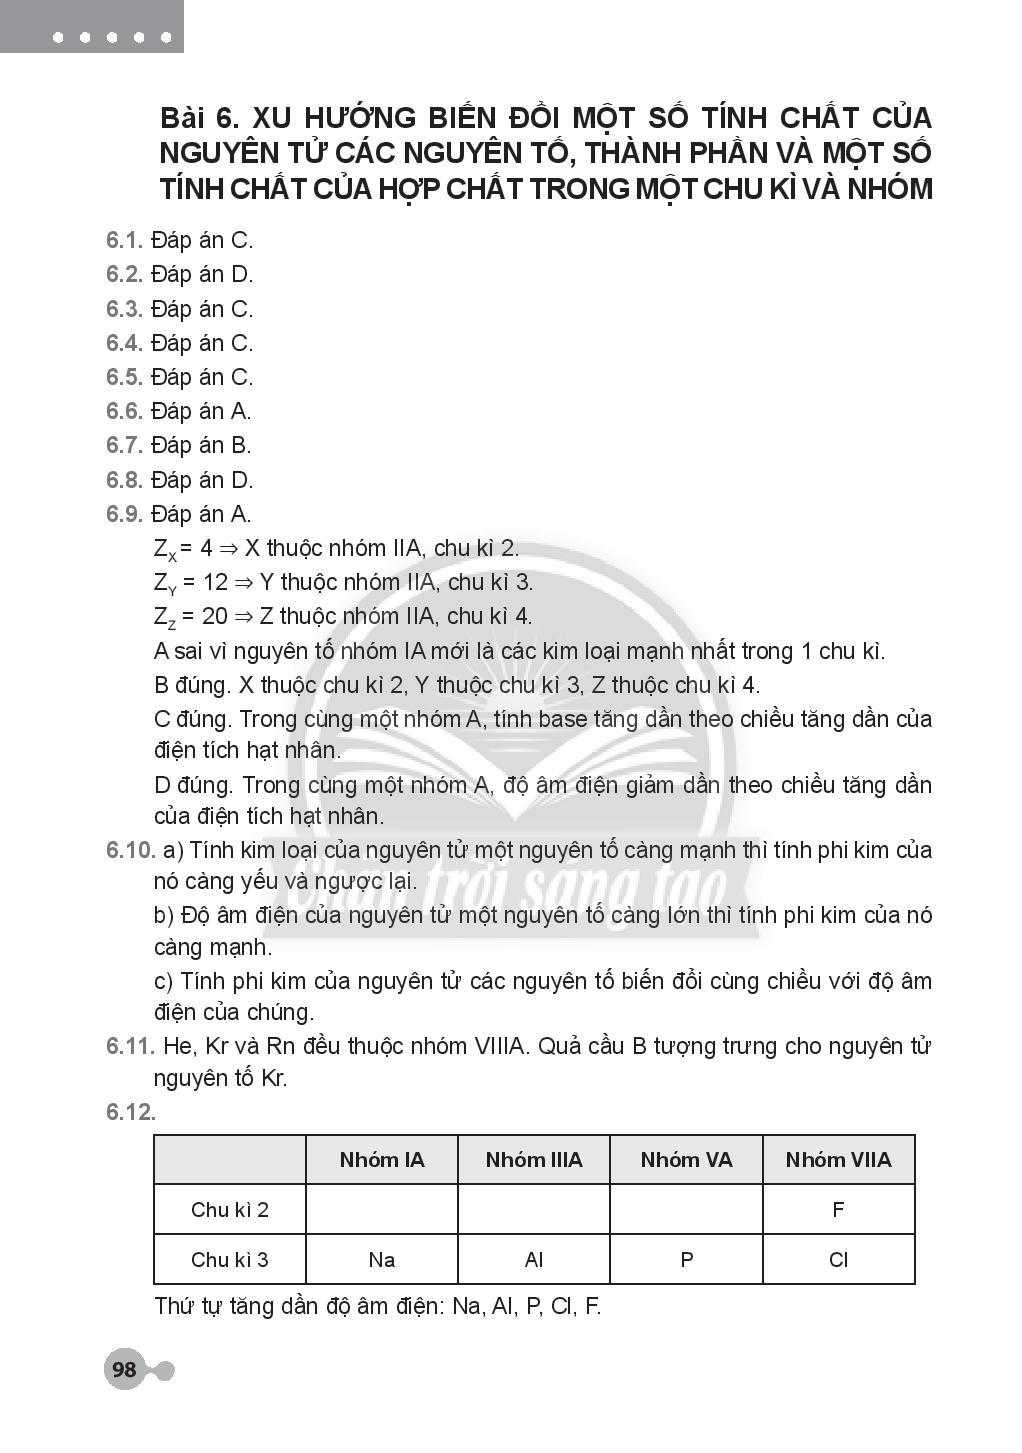 Bài 6. XU HƯỚNG BIẾN ĐỔI MỘT SỐ TÍNH CHẤT CỦA
NGUYÊN TỬ CÁC NGUYÊN TỐ, THÀNH PHẦN VÀ MỘT SỐ
TÍNH CHẤT CỦA HỢP CHẤT TRONG MỘT CHU KÌ VÀ NHÓM
6.1. Đáp án C.
6.2. Đáp án D.
6.3. Đáp án C.
6.4. Đáp án C.
6.5. Đáp án C.
6.6. Đáp án A.
6.7. Đáp án B.
6.8. Đáp án D.
6.9. Đáp án A.
Z_X = 4 ⇒ X thuộc nhóm IIA, chu kì 2.
Z_Y = 12 ⇒ Y thuộc nhóm IIA, chu kì 3.
Z_Z = 20 ⇒ Z thuộc nhóm IIA, chu kì 4.
A sai vì nguyên tố nhóm IA mới là các kim loại mạnh nhất trong 1 chu kì.
B đúng. X thuộc chu kì 2, Y thuộc chu kì 3, Z thuộc chu kì 4.
C đúng. Trong cùng một nhóm A, tính base tăng dần theo chiều tăng dần của
điện tích hạt nhân.
D đúng. Trong cùng một nhóm A, độ âm điện giảm dần theo chiều tăng dần
của điện tích hạt nhân.
6.10. a) Tính kim loại của nguyên tử một nguyên tố càng mạnh thì tính phi kim của
nó càng yếu và ngược lại.
b) Độ âm điện của nguyên tử một nguyên tố càng lớn thì tính phi kim của nó
càng mạnh.
c) Tính phi kim của nguyên tử các nguyên tố biến đổi cùng chiều với độ âm
điện của chúng.
6.11. He, Kr và Rn đều thuộc nhóm VIIIA. Quả cầu B tượng trưng cho nguyên tử
nguyên tố Kr.
6.12.
Nhóm IA Nhóm IIIA Nhóm VA Nhóm VIIA
Chu kì 2 F
Chu kì 3 Na Al P Cl
Thứ tự tăng dần độ âm điện: Na, Al, P, Cl, F.
98
Chân trời sáng tạo